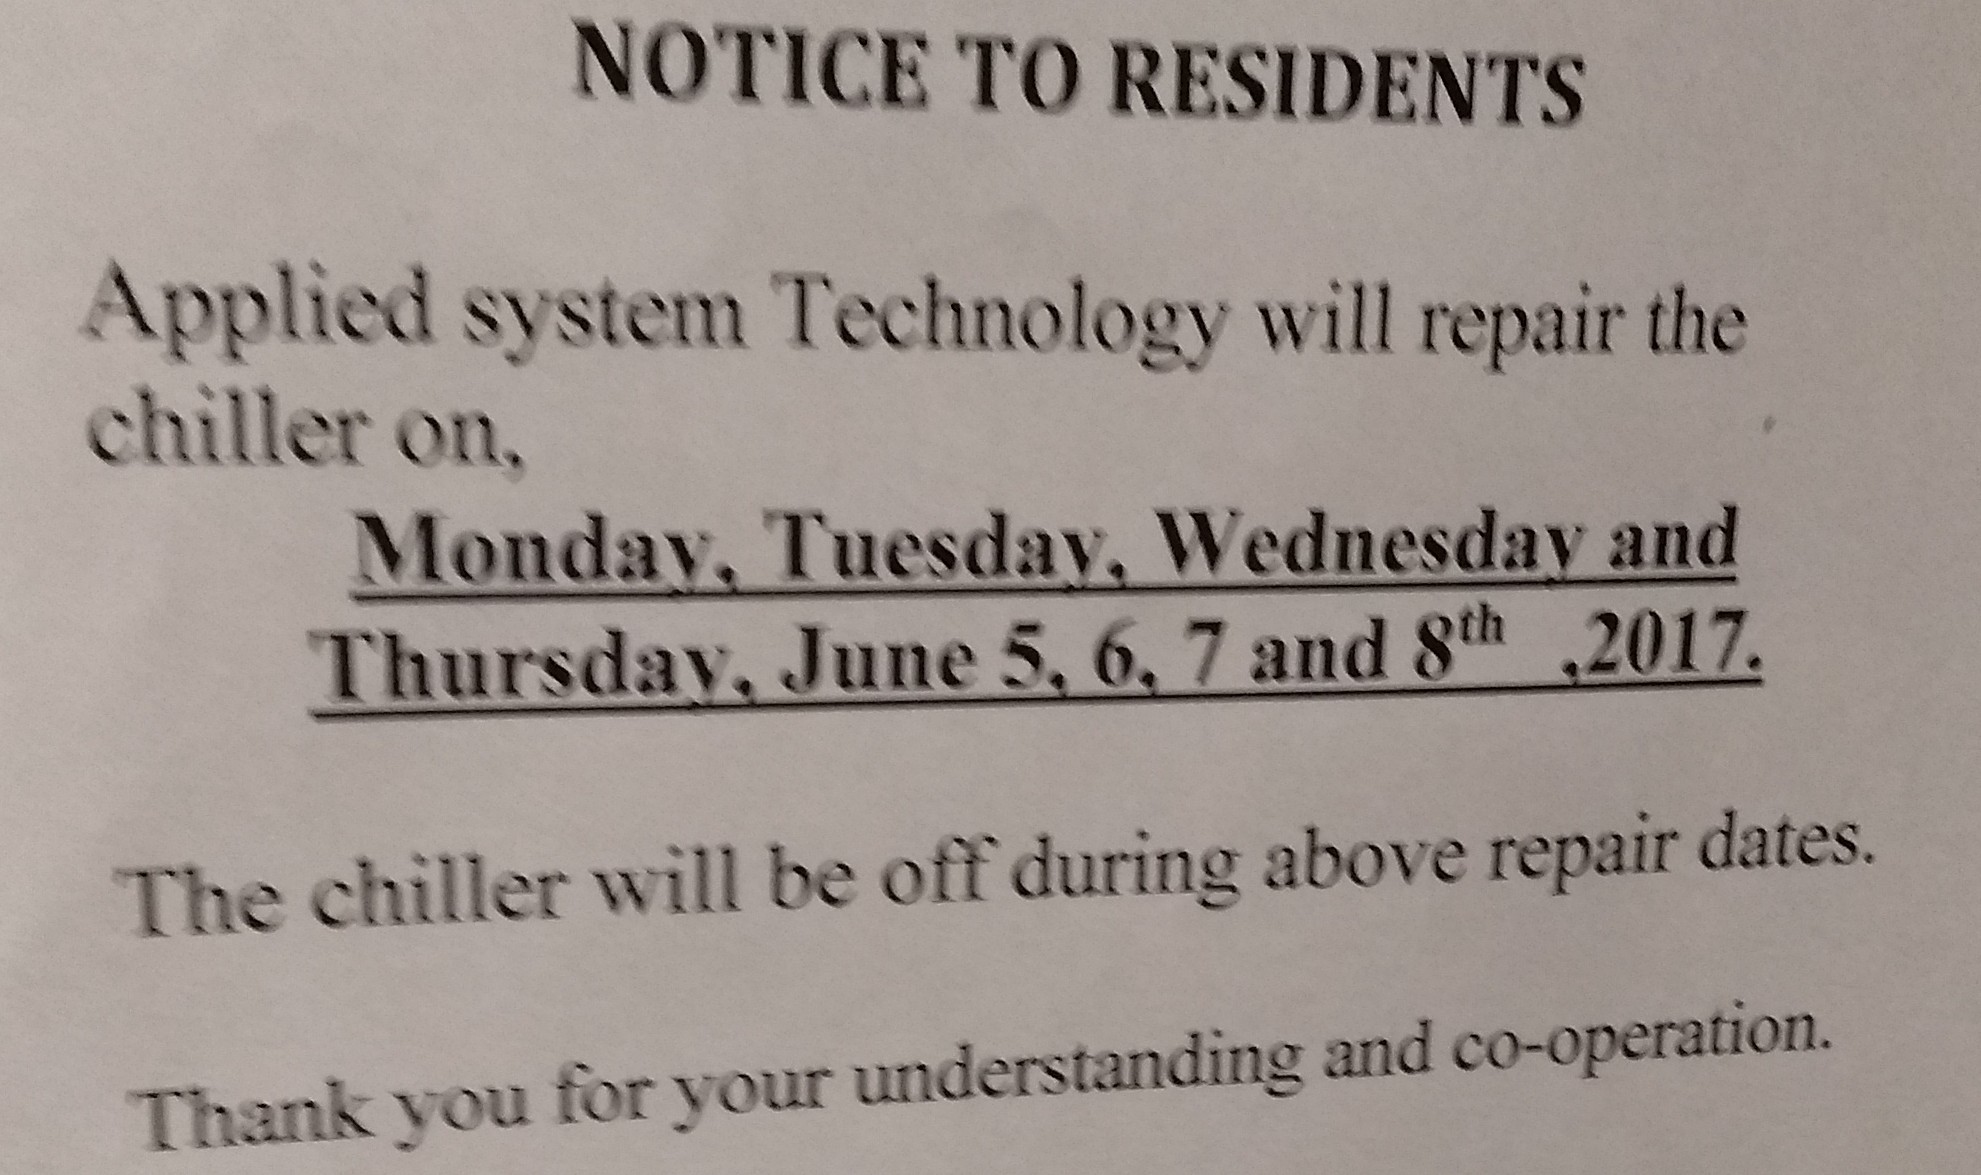 NOTICE TO RESIDENTS
Applied system Technology will repair the
chiller on,
Monday, Tuesday, Wednesday and
Thursday, June 5, 6, 7 and 8th ,2017.
The chiller will be off during above repair dates.
Thank you for your understanding and co-operation.